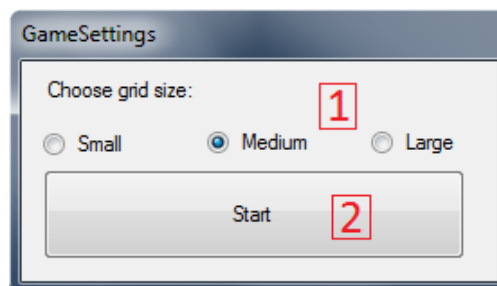 GameSettings
Choose grid size:
1
Small Medium Large
Start 2